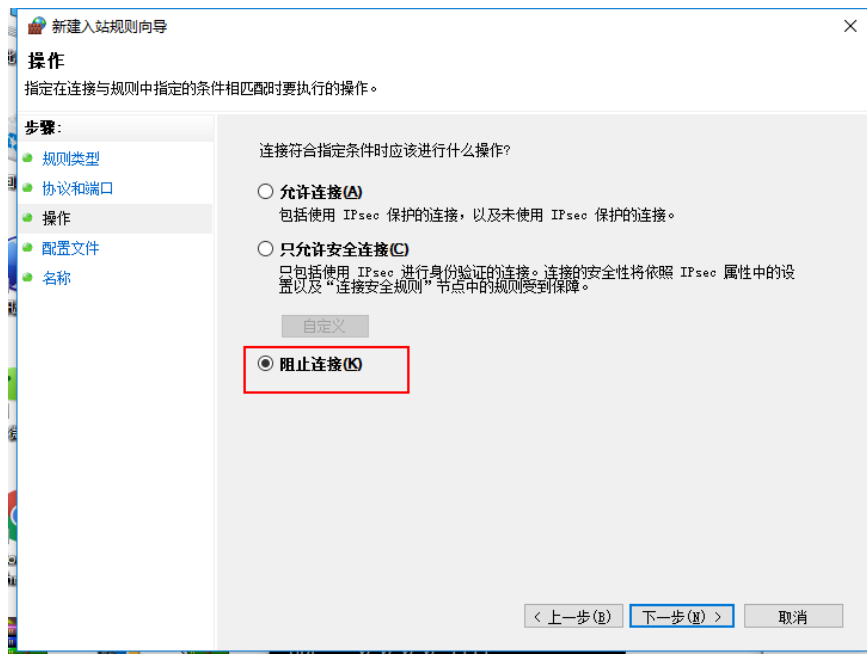 新建入站规则向导
操作
指定在连接与规则中指定的条件相匹配时要执行的操作。
步骤:
规则类型
协议和端口
操作
配置文件
名称
连接符合指定条件时应该进行什么操作?
允许连接(A)
包括使用 IPsec 保护的连接，以及未使用 IPsec 保护的连接。
只允许安全连接(C)
只包括使用 IPsec 进行身份验证的连接。连接的安全性将依照 IPsec 属性中的设
置以及“连接安全规则”节点中的规则受到保障。
自定义
阻止连接(K)
< 上一步(B)
下一步(N) >
取消